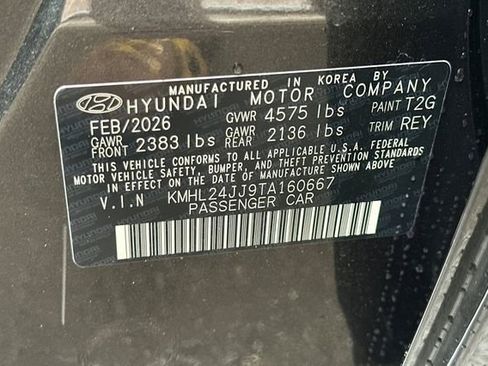 MANUFACTURED IN KOREA BY
HYUNDAI MOTOR COMPANY
FEB/2026 GVWR 4575 lbs PAINT T2G
GAWR FRONT 2383 lbs GAWR REAR 2136 lbs TRIM REY
THIS VEHICLE CONFORMS TO ALL APPLICABLE U.S.A. FEDERAL
MOTOR VEHICLE SAFETY, BUMPER, AND THEFT PREVENTION STANDARDS
IN EFFECT ON THE DATE OF MANUFACTURE SHOWN ABOVE.
V.I.N KMHL24JJ9TA160667
PASSENGER CAR